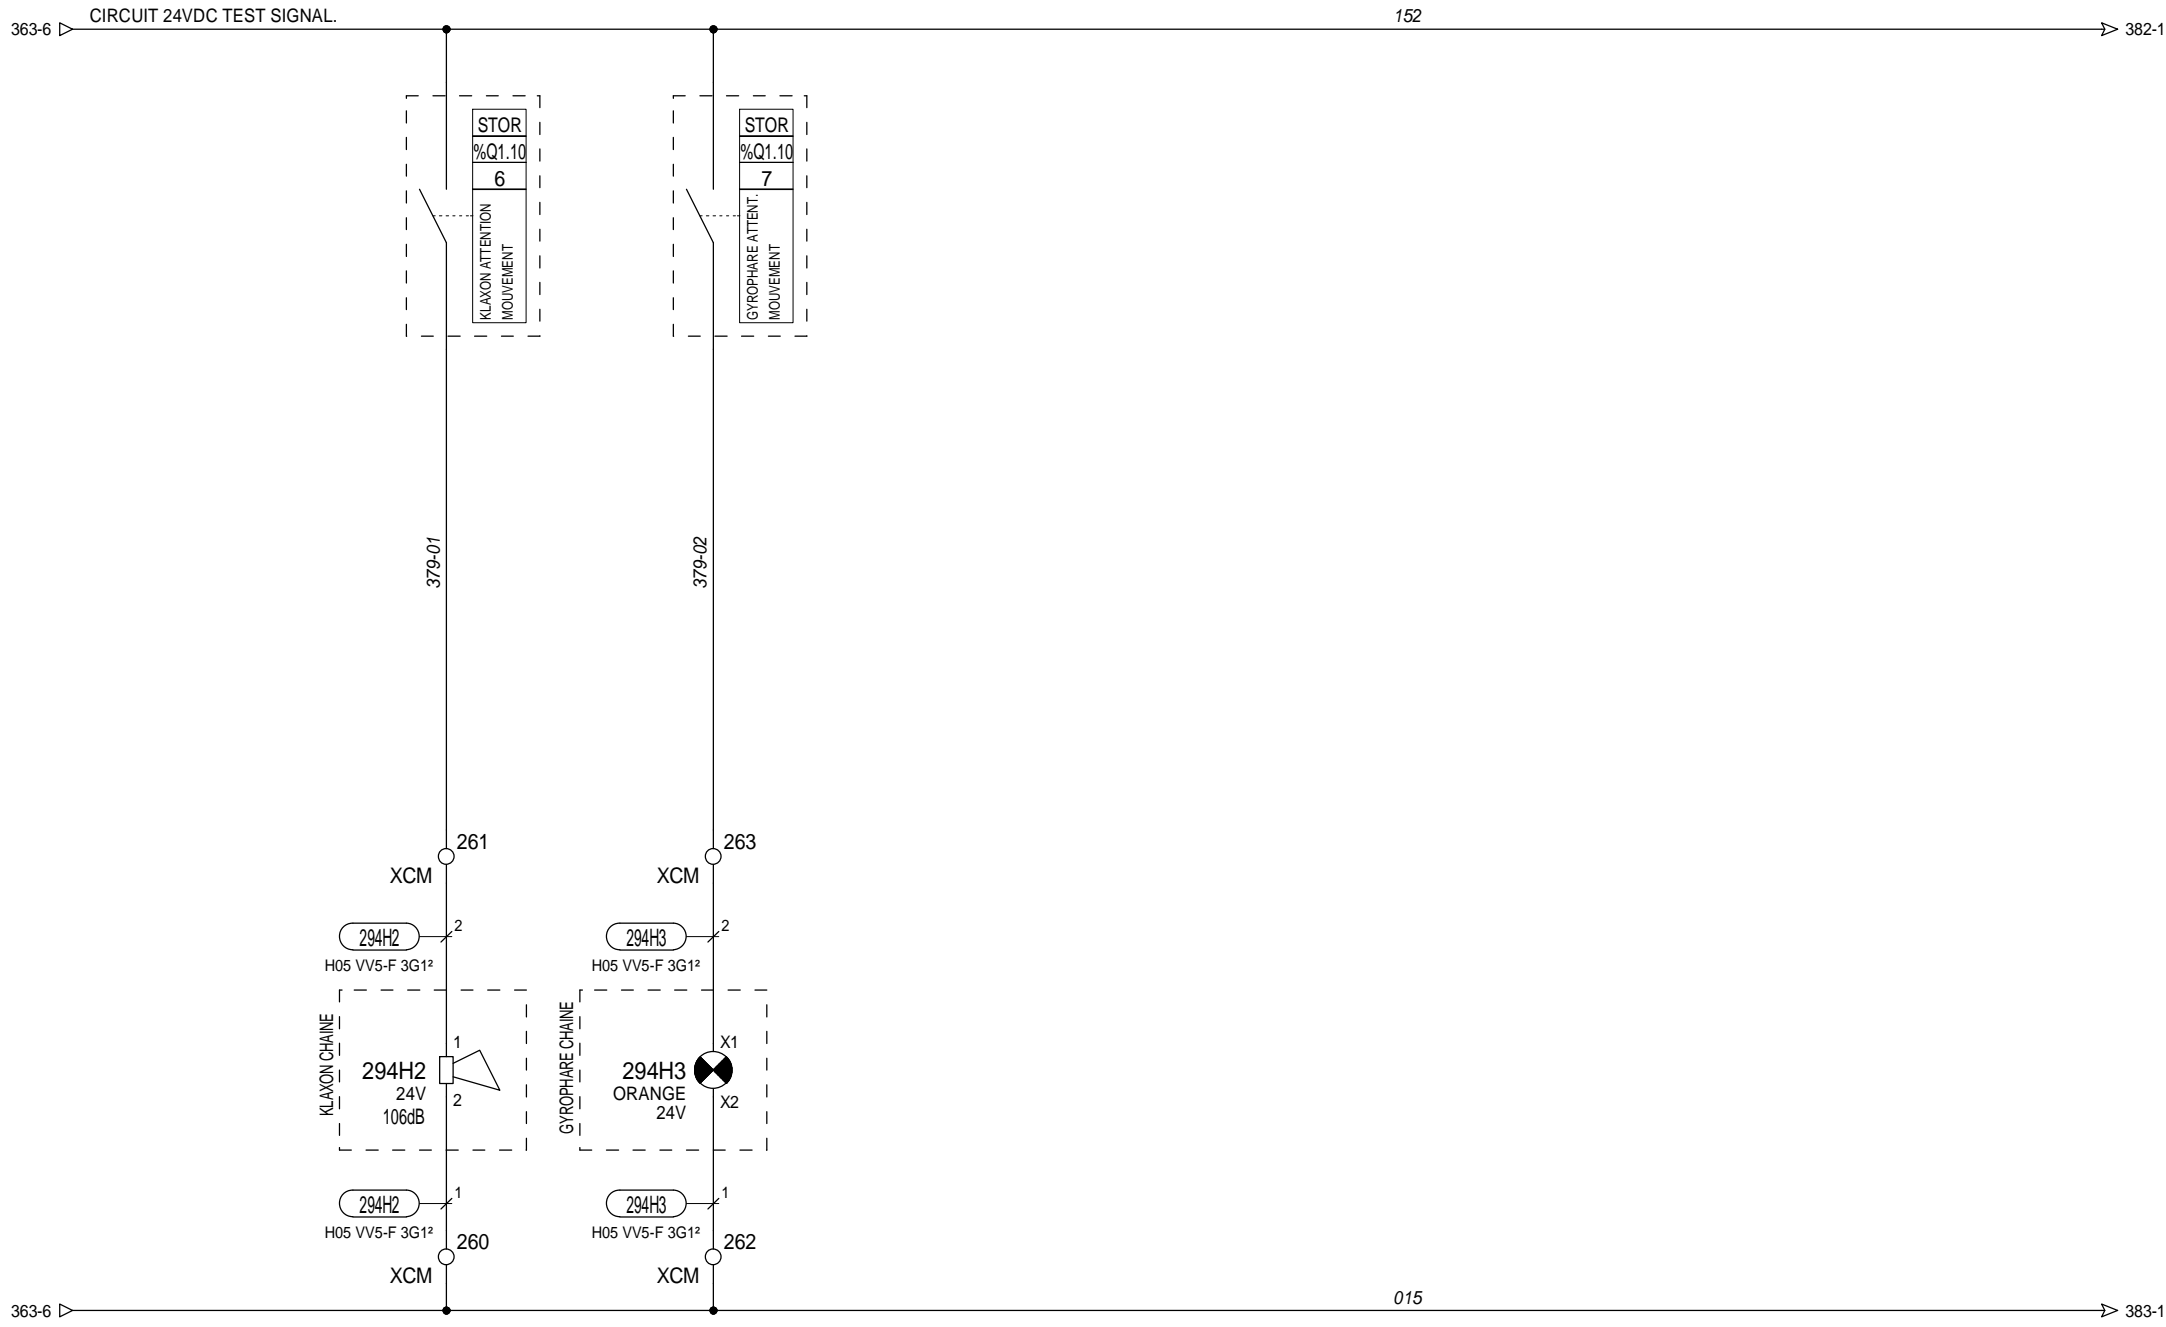 CIRCUIT 24VDC TEST SIGNAL.
152
363-6
382-1
STOR
%Q1.10
6
KLAXON ATTENTION
MOUVEMENT
STOR
%Q1.10
7
GYROPHARE ATTENT.
MOUVEMENT
379-01
379-02
261
XCM
263
XCM
294H2
2
H05 VV5-F 3G1²
294H3
2
H05 VV5-F 3G1²
KLAXON CHAINE
1
294H2
24V
2
106dB
GYROPHARE CHAINE
X1
294H3
ORANGE
X2
24V
294H2
1
H05 VV5-F 3G1²
294H3
1
H05 VV5-F 3G1²
260
XCM
262
XCM
015
363-6
383-1